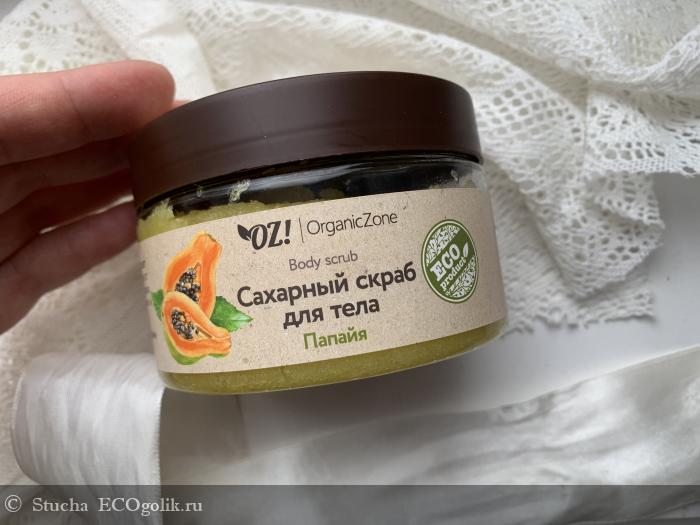 OZ! | OrganicZone
Body scrub
Сахарный скраб
для тела
Папайя
ECO
product
© Stucha ECOgolik.ru